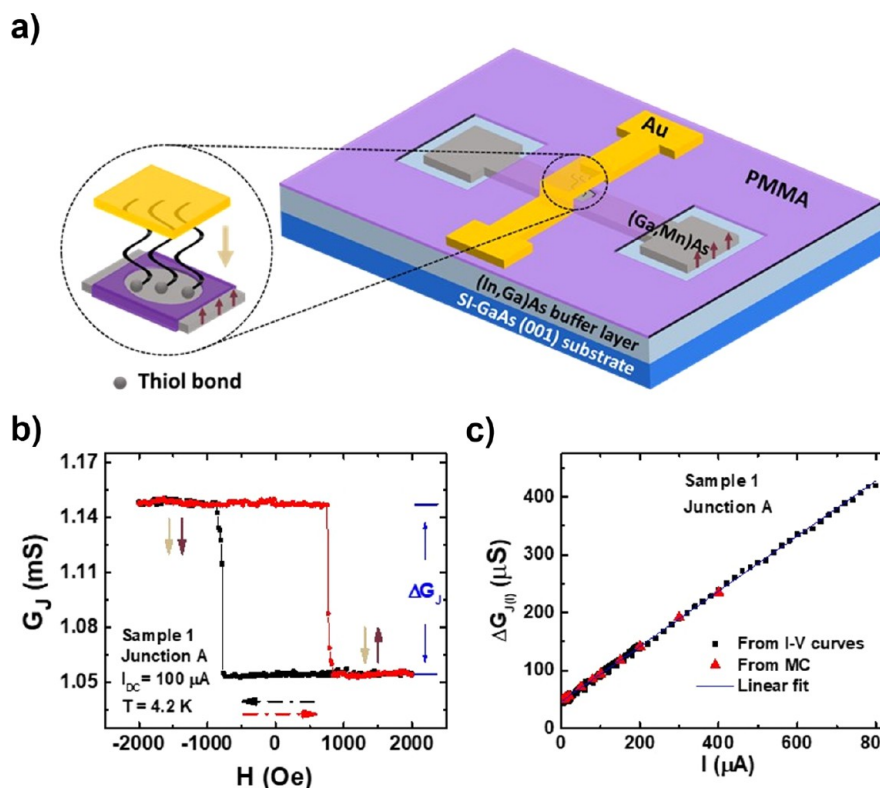 a)
Au
PMMA
(Ga,Mn)As
(In,Ga)As buffer layer
SI-GaAs (001) substrate
Thiol bond
b)
1.17
1.14
1.11
1.08
1.05
G_J (mS)
ΔG_J
Sample 1
Junction A
I_DC = 100 μA
T = 4.2 K
-2000 -1000 0 1000 2000
H (Oe)
c)
400
300
200
100
0
ΔG_J(I) (μS)
Sample 1
Junction A
From I-V curves
From MC
Linear fit
0 200 400 600 80
I (μA)